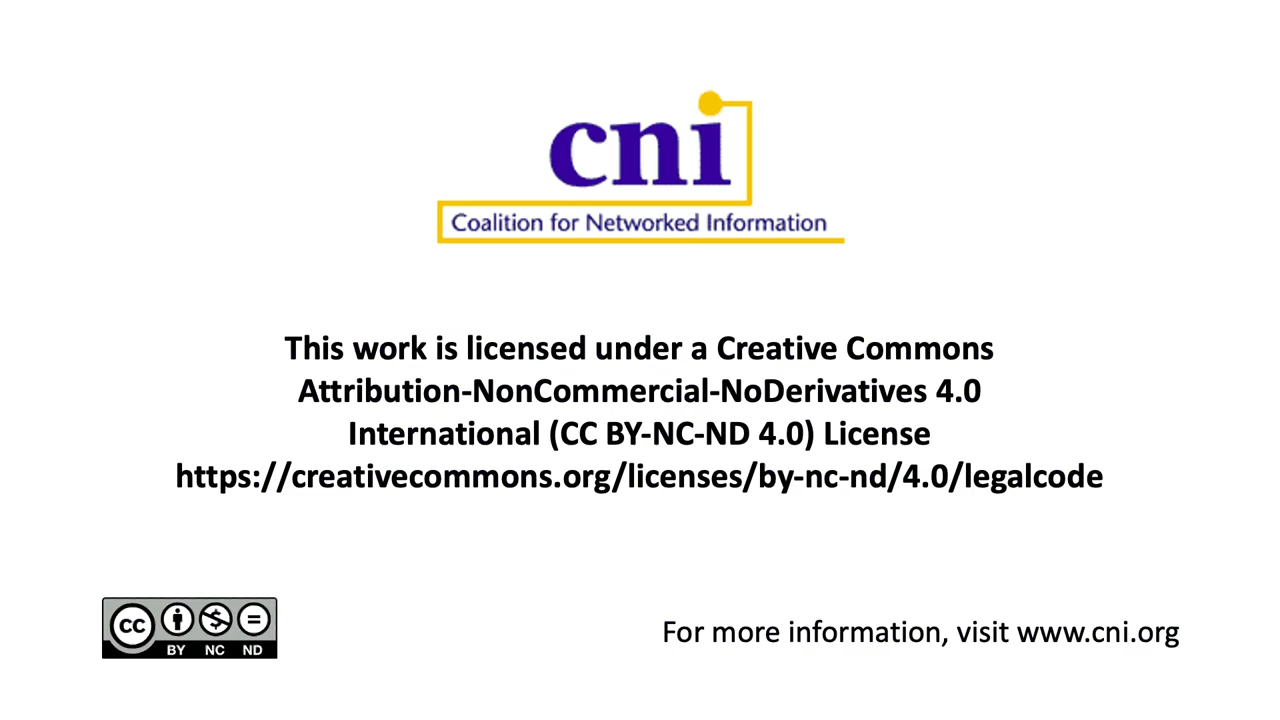 cni
Coalition for Networked Information
This work is licensed under a Creative Commons
Attribution-NonCommercial-NoDerivatives 4.0
International (CC BY-NC-ND 4.0) License
https://creativecommons.org/licenses/by-nc-nd/4.0/legalcode
cc BY NC ND
For more information, visit www.cni.org